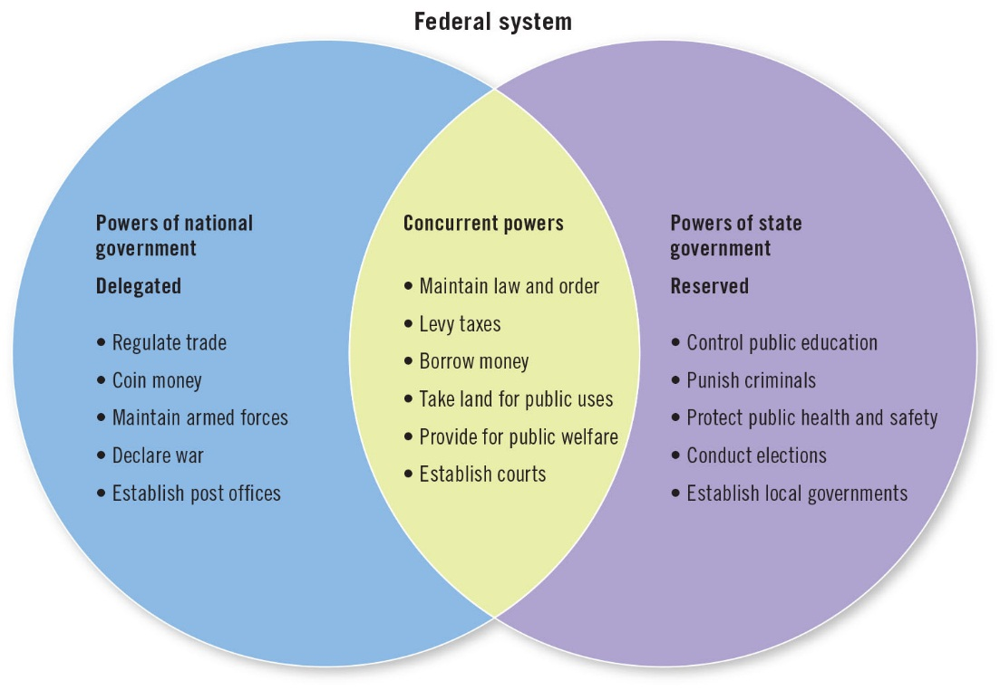 Federal system
Powers of national
government
Delegated
• Regulate trade
• Coin money
• Maintain armed forces
• Declare war
• Establish post offices
Concurrent powers
• Maintain law and order
• Levy taxes
• Borrow money
• Take land for public uses
• Provide for public welfare
• Establish courts
Powers of state
government
Reserved
• Control public education
• Punish criminals
• Protect public health and safety
• Conduct elections
• Establish local governments